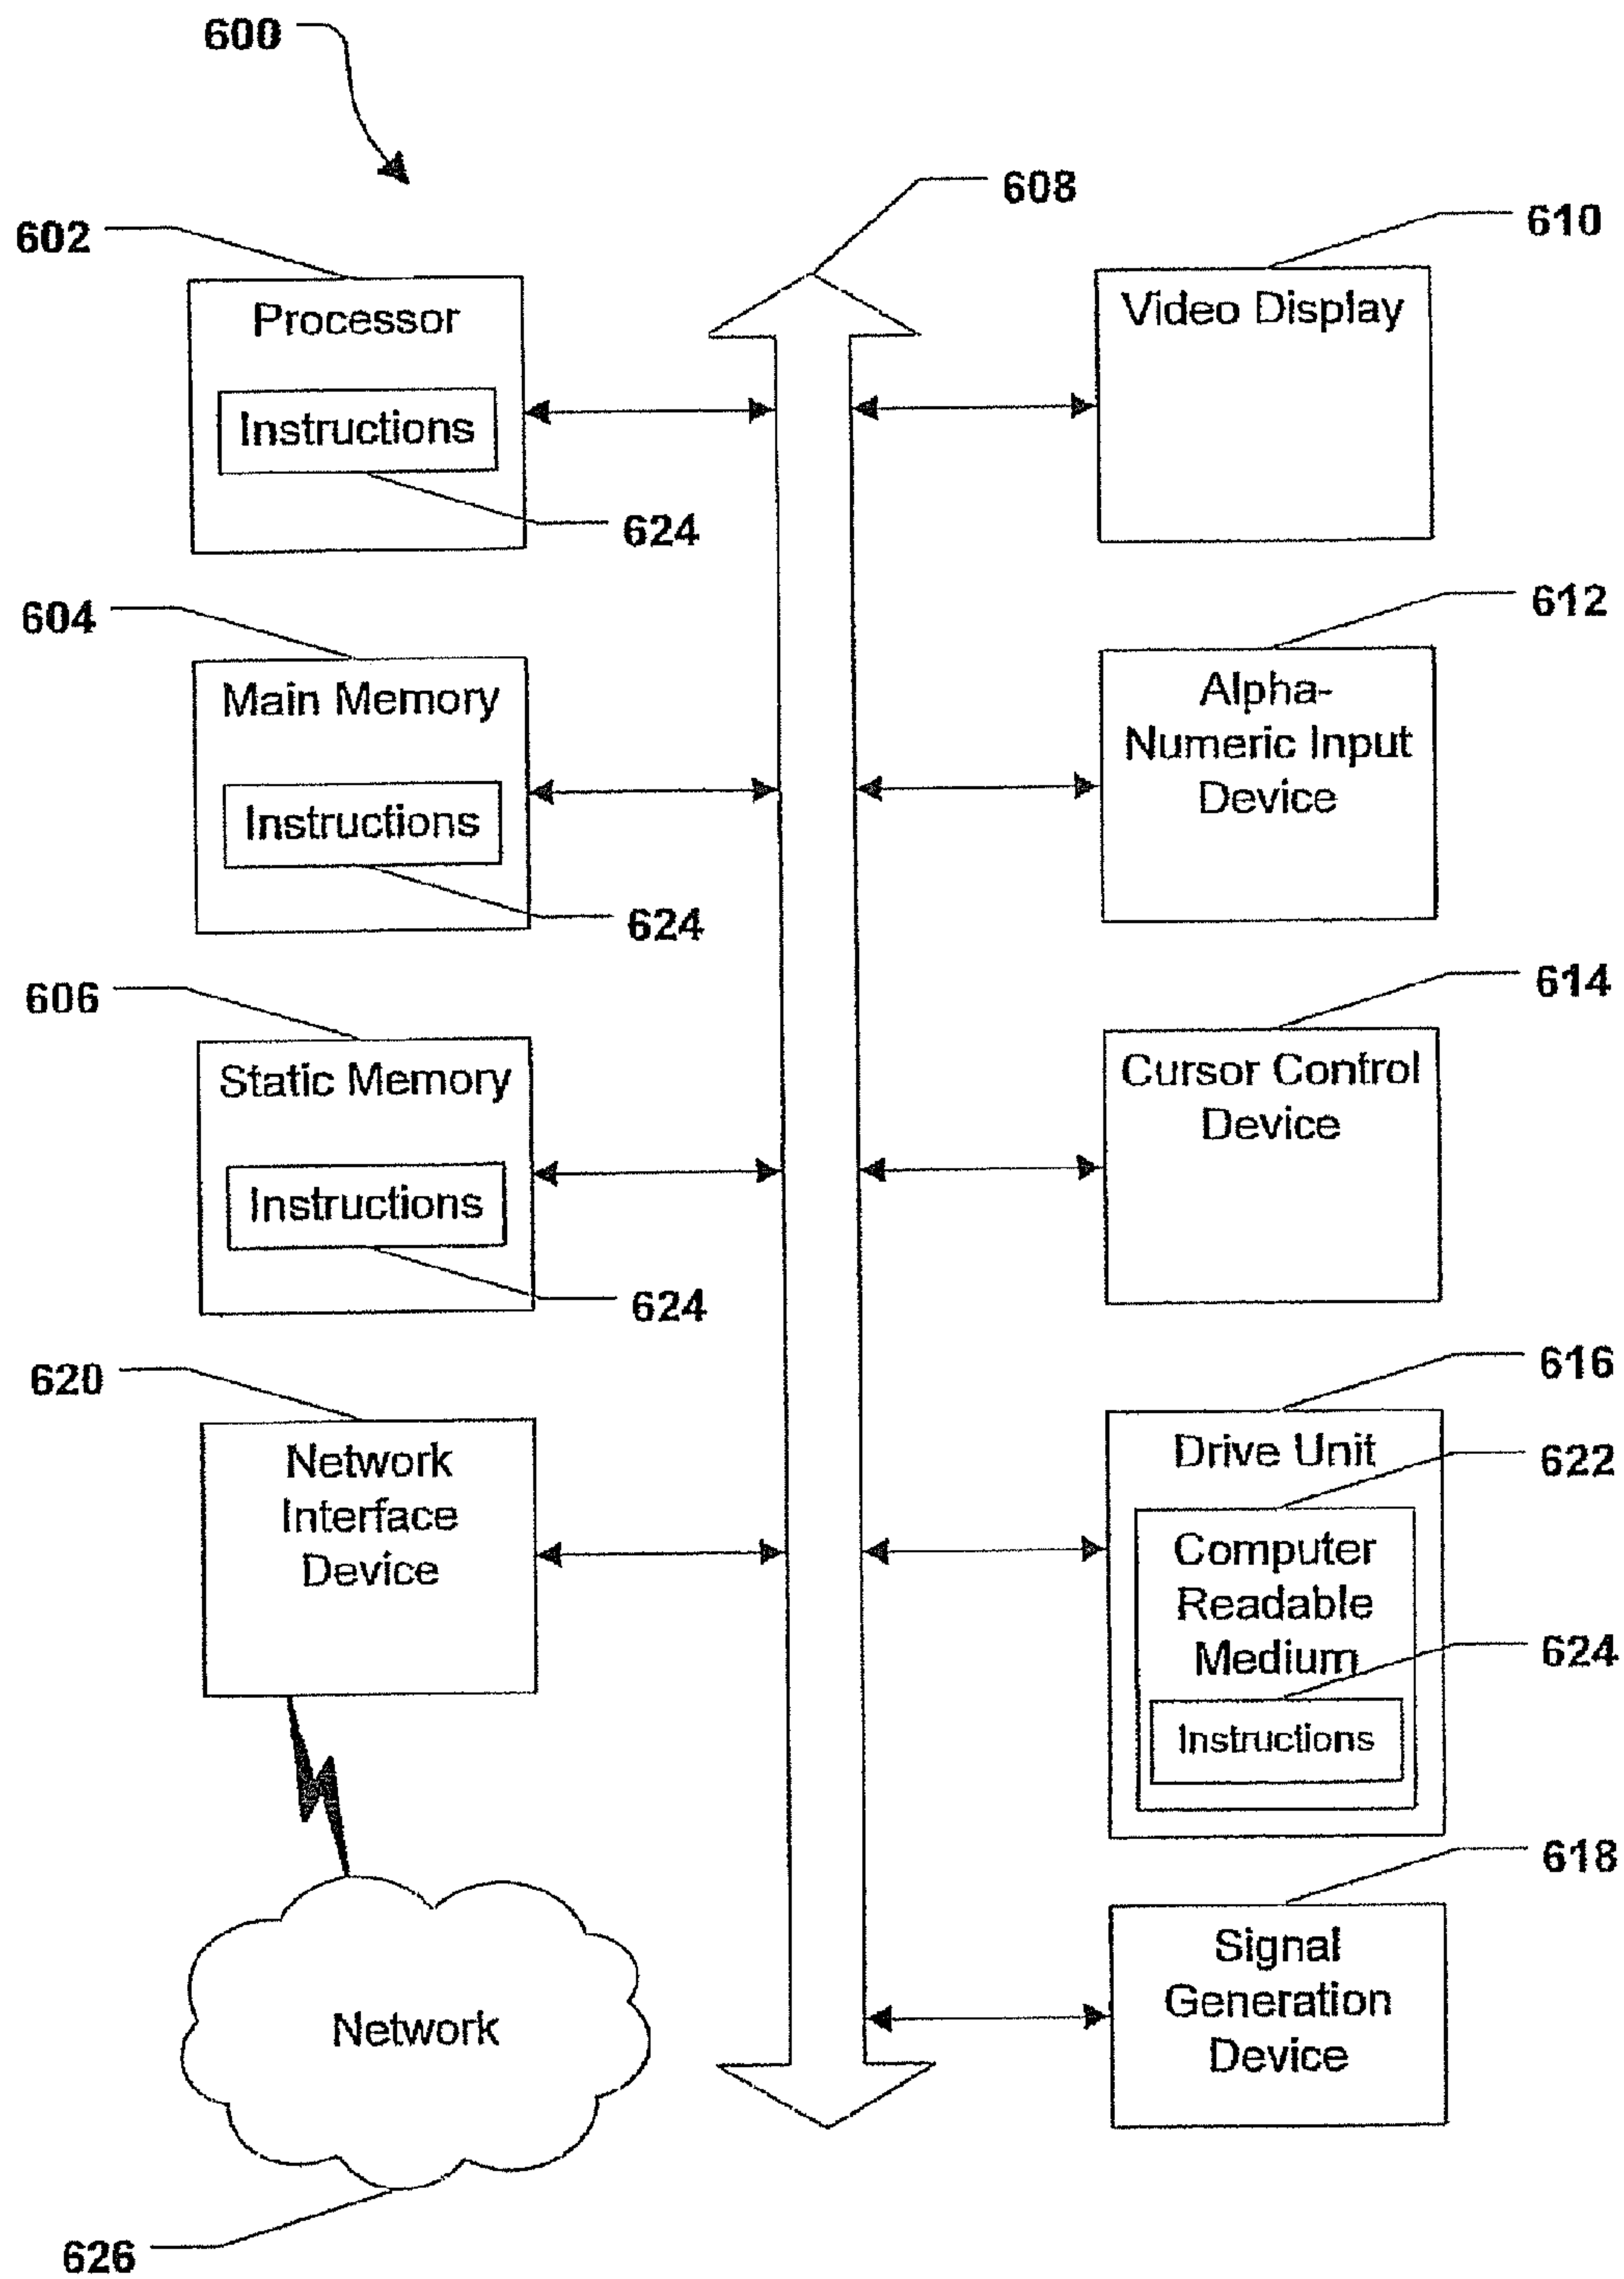 600
608
602
610
Processor
Instructions
624
Video Display
604
612
Main Memory
Instructions
624
Alpha-
Numeric Input
Device
606
614
Static Memory
Instructions
624
Cursor Control
Device
620
616
Network
Interface
Device
Drive Unit
622
Computer
Readable
Medium
624
Instructions
618
Signal
Generation
Device
Network
626